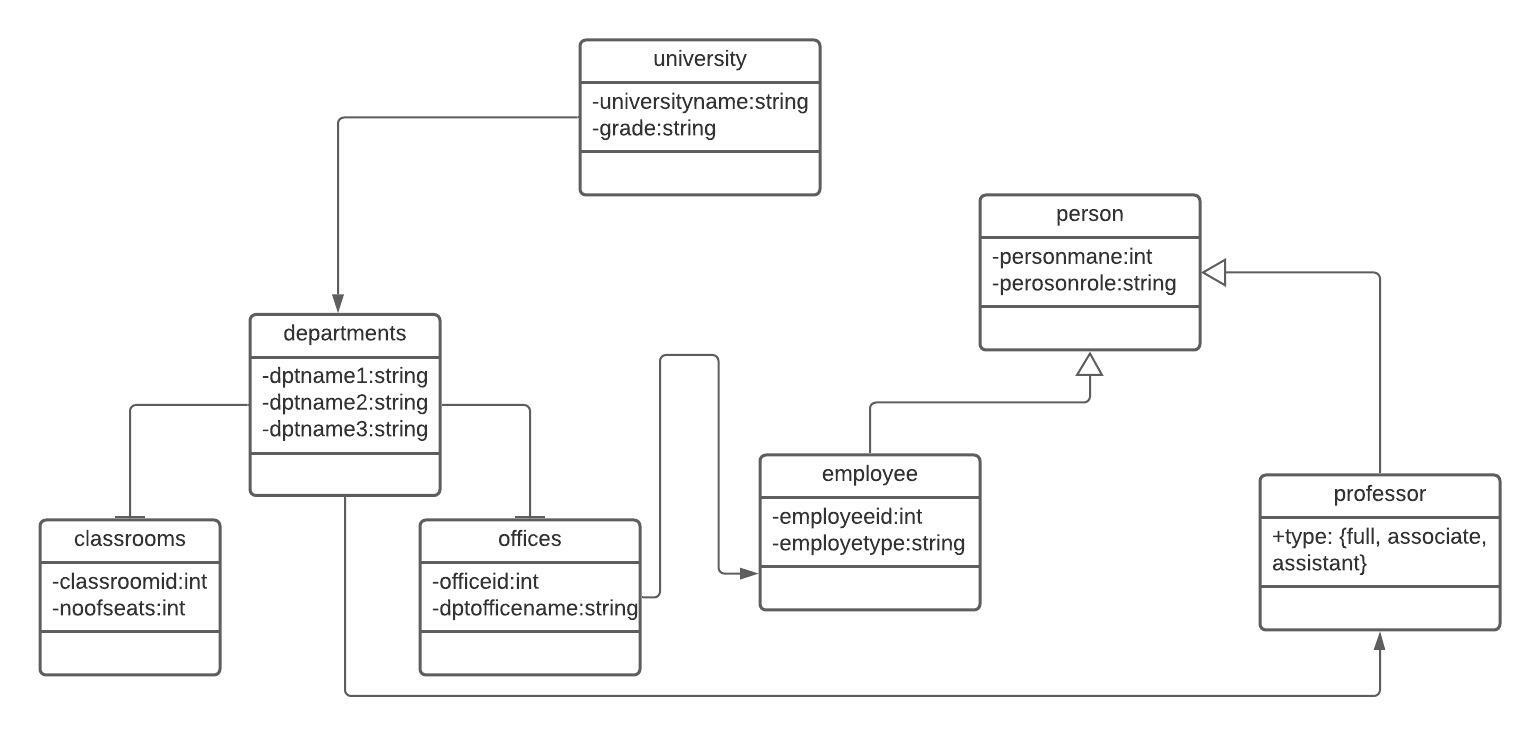 university
-universityname:string
-grade:string
person
-personmane:int
-perosonrole:string
departments
-dptname1:string
-dptname2:string
-dptname3:string
employee
-employeeid:int
-employetype:string
professor
+type: {full, associate,
assistant}
classrooms
-classroomid:int
-noofseats:int
offices
-officeid:int
-dptofficename:string